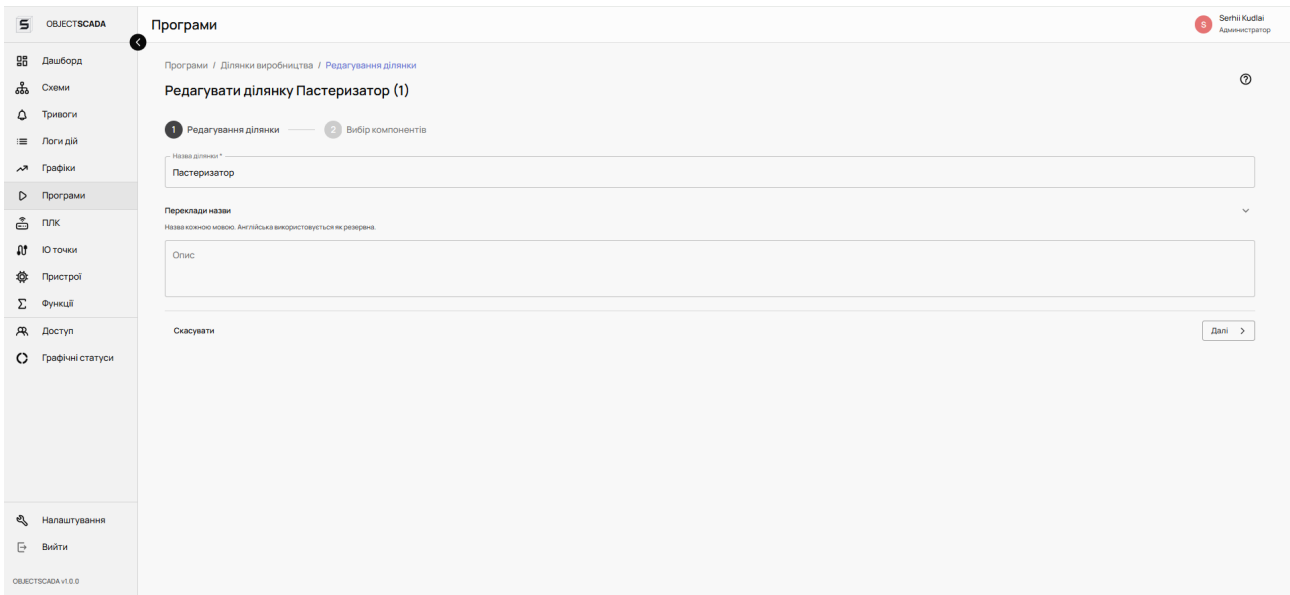 OBJECTSCADA
Програми
S
Serhii Kudlai
Администратор
Дашборд
Схеми
Тривоги
Логи дій
Графіки
Програми
ПЛК
IO точки
Пристрої
Функції
Доступ
Графічні статуси
Налаштування
Вийти
OBJECTSCADA v1.0.0
Програми / Ділянки виробництва / Редагування ділянки
Редагувати ділянку Пастеризатор (1)
1 Редагування ділянки
2 Вибір компонентів
Назва ділянки *
Пастеризатор
Переклади назви
Назва кожною мовою. Англійська використовується як резервна.
Опис
Скасувати
Далі